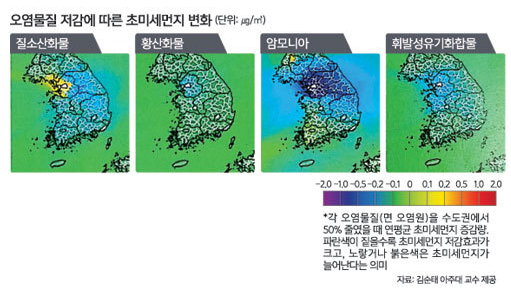 오염물질 저감에 따른 초미세먼지 변화 (단위: ㎍/㎥)
질소산화물 황산화물 암모니아 휘발성유기화합물
-2.0 -1.0 -0.5 -0.2 -0.1 0 0.1 0.2 0.5 1.0 2.0
*각 오염물질(면 오염원)을 수도권에서
50% 줄였을 때 연평균 초미세먼지 증감량.
파란색이 짙을수록 초미세먼지 저감효과가
크고, 노랗거나 붉은색은 초미세먼지가
늘어난다는 의미
자료: 김순태 아주대 교수 제공